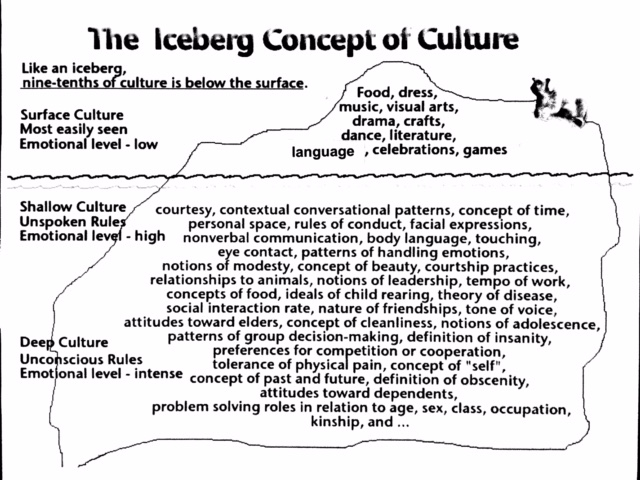 The Iceberg Concept of Culture
Like an iceberg,
nine-tenths of culture is below the surface.
Surface Culture
Most easily seen
Emotional level - low
Food, dress,
music, visual arts,
drama, crafts,
dance, literature,
language , celebrations, games
Shallow Culture
Unspoken Rules
Emotional level - high
courtesy, contextual conversational patterns, concept of time,
personal space, rules of conduct, facial expressions,
nonverbal communication, body language, touching,
eye contact, patterns of handling emotions,
notions of modesty, concept of beauty, courtship practices,
relationships to animals, notions of leadership, tempo of work,
concepts of food, ideals of child rearing, theory of disease,
social interaction rate, nature of friendships, tone of voice,
attitudes toward elders, concept of cleanliness, notions of adolescence,
patterns of group decision-making, definition of insanity,
preferences for competition or cooperation,
tolerance of physical pain, concept of "self",
concept of past and future, definition of obscenity,
attitudes toward dependents,
problem solving roles in relation to age, sex, class, occupation,
kinship, and ...
Deep Culture
Unconscious Rules
Emotional level - intense